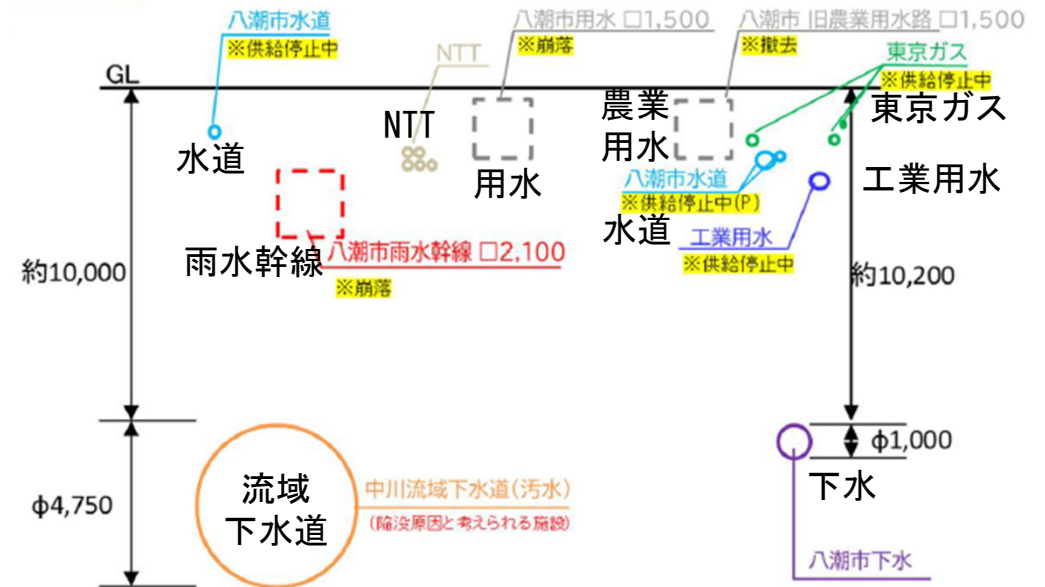 八潮市水道
※供給停止中
八潮市用水 □1,500
※崩落
八潮市 旧農業用水路 □1,500
※撤去
NTT
東京ガス
※供給停止中
GL
水道
NTT
用水
農業
用水
東京ガス
八潮市水道
※供給停止中(P)
水道
工業用水
工業用水
※供給停止中
雨水幹線
八潮市雨水幹線 □2,100
※崩落
約10,000
約10,200
φ4,750
流域
下水道
中川流域下水道(汚水)
(陥没原因と考えられる施設)
φ1,000
下水
八潮市下水